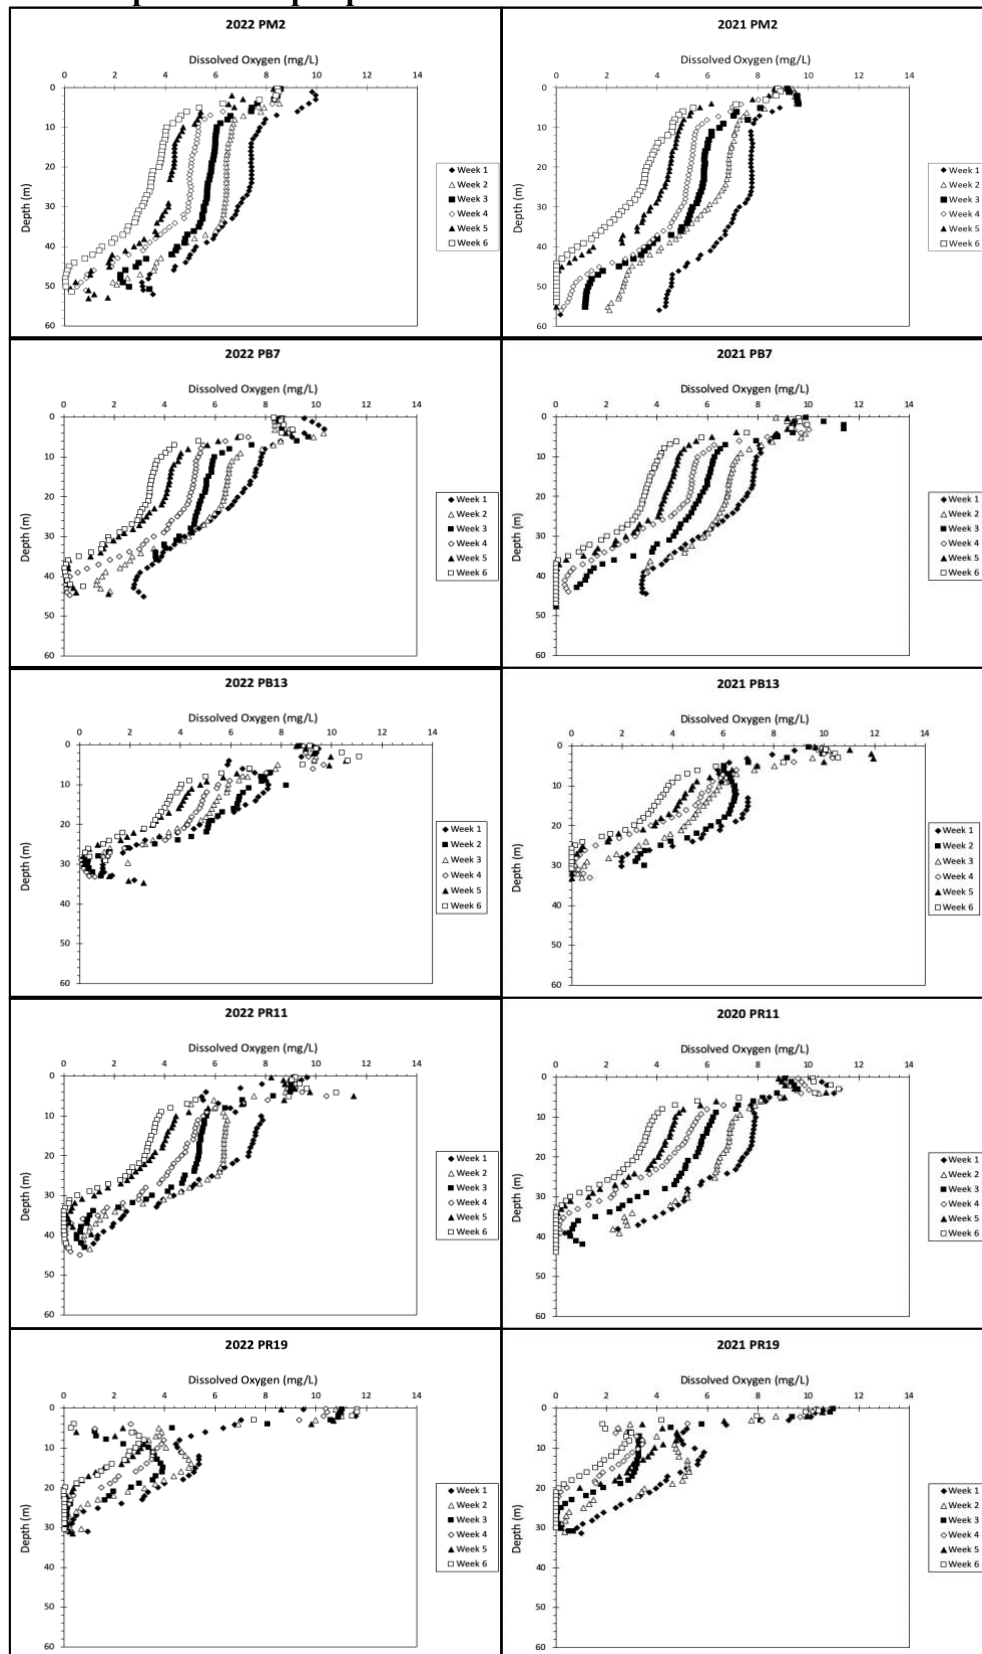 2022 PM2
Dissolved Oxygen (mg/L)
0 2 4 6 8 10 12 14
0
10
20
30
40
50
60
Depth (m)
Week 1
Week 2
Week 3
Week 4
Week 5
Week 6
2021 PM2
Dissolved Oxygen (mg/L)
0 2 4 6 8 10 12 14
0
10
20
30
40
50
60
Depth (m)
Week 1
Week 2
Week 3
Week 4
Week 5
Week 6
2022 PB7
Dissolved Oxygen (mg/L)
0 2 4 6 8 10 12 14
0
10
20
30
40
50
60
Depth (m)
Week 1
Week 2
Week 3
Week 4
Week 5
Week 6
2021 PB7
Dissolved Oxygen (mg/L)
0 2 4 6 8 10 12 14
0
10
20
30
40
50
60
Depth (m)
Week 1
Week 2
Week 3
Week 4
Week 5
Week 6
2022 PB13
Dissolved Oxygen (mg/L)
0 2 4 6 8 10 12 14
0
10
20
30
40
50
60
Depth (m)
Week 1
Week 2
Week 3
Week 4
Week 5
Week 6
2021 PB13
Dissolved Oxygen (mg/L)
0 2 4 6 8 10 12 14
0
10
20
30
40
50
60
Depth (m)
Week 1
Week 2
Week 3
Week 4
Week 5
Week 6
2022 PR11
Dissolved Oxygen (mg/L)
0 2 4 6 8 10 12 14
0
10
20
30
40
50
60
Depth (m)
Week 1
Week 2
Week 3
Week 4
Week 5
Week 6
2020 PR11
Dissolved Oxygen (mg/L)
0 2 4 6 8 10 12 14
0
10
20
30
40
50
60
Depth (m)
Week 1
Week 2
Week 3
Week 4
Week 5
Week 6
2022 PR19
Dissolved Oxygen (mg/L)
0 2 4 6 8 10 12 14
0
10
20
30
40
50
60
Depth (m)
Week 1
Week 2
Week 3
Week 4
Week 5
Week 6
2021 PR19
Dissolved Oxygen (mg/L)
0 2 4 6 8 10 12 14
0
10
20
30
40
50
60
Depth (m)
Week 1
Week 2
Week 3
Week 4
Week 5
Week 6